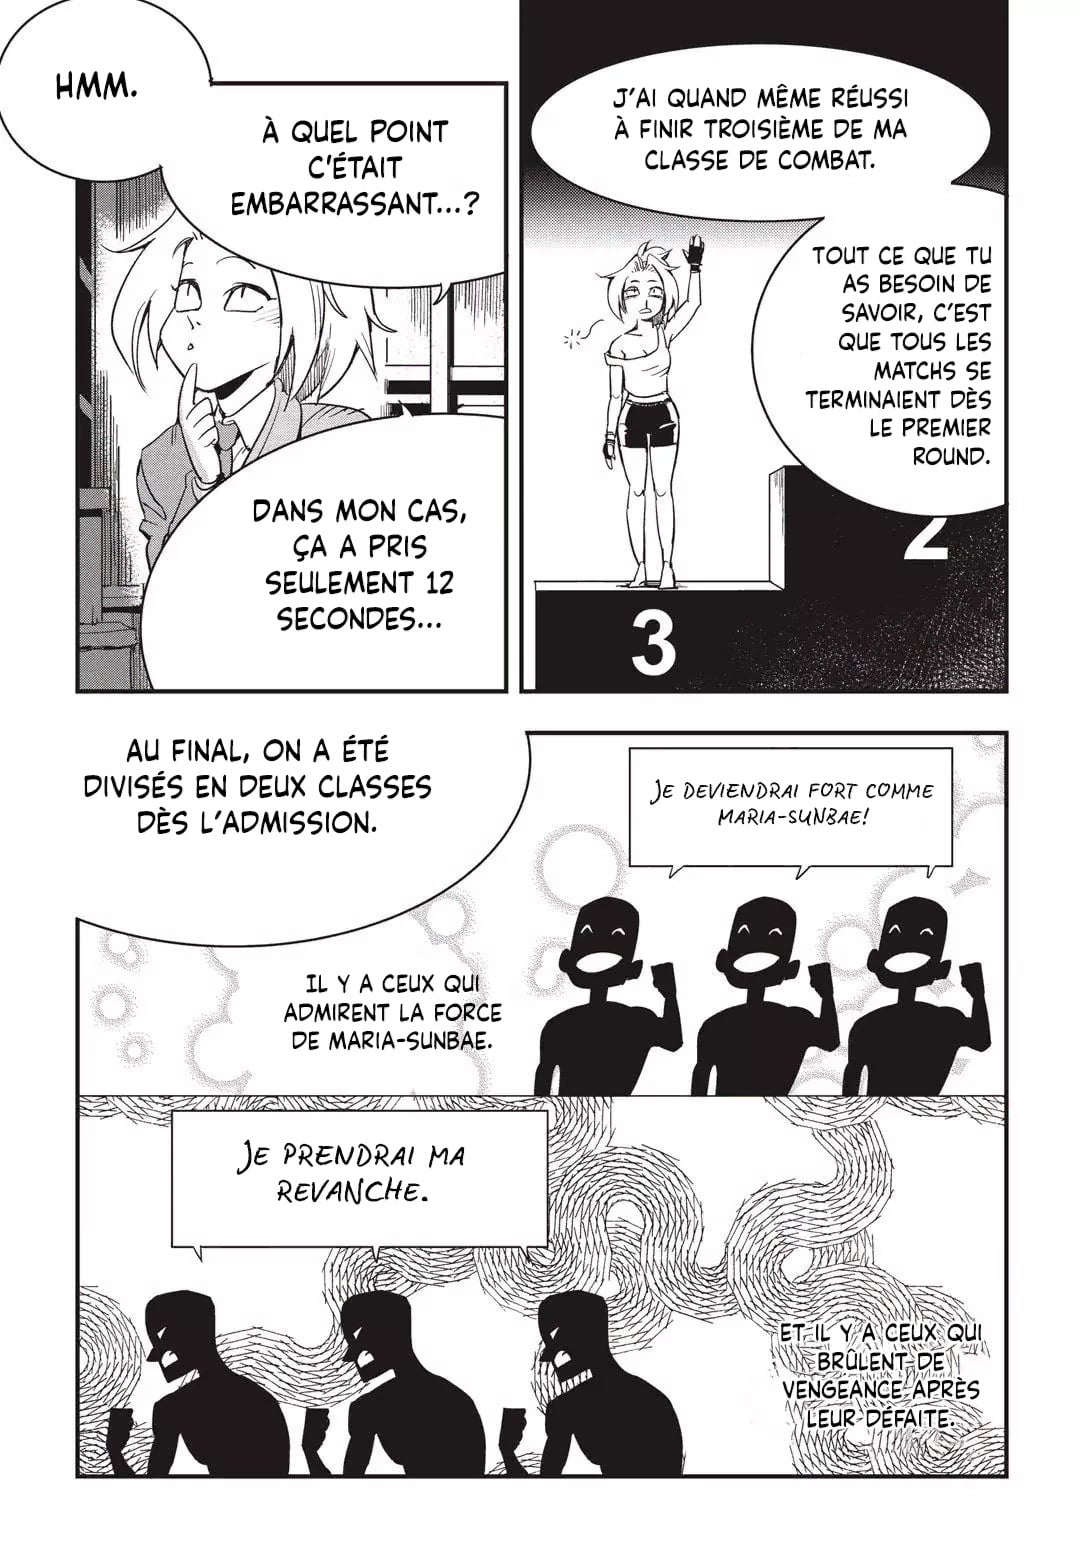 HMM.
À QUEL POINT
C'ÉTAIT
EMBARRASSANT...?
DANS MON CAS,
ÇA A PRIS
SEULEMENT 12
SECONDES...
J'AI QUAND MÊME RÉUSSI
À FINIR TROISIÈME DE MA
CLASSE DE COMBAT.
TOUT CE QUE TU
AS BESOIN DE
SAVOIR, C'EST
QUE TOUS LES
MATCHS SE
TERMINAIENT DÈS
LE PREMIER
ROUND.
2
3
AU FINAL, ON A ÉTÉ
DIVISÉS EN DEUX CLASSES
DÈS L'ADMISSION.
JE DEVIENDRAI FORT COMME
MARIA-SUNBAE!
IL Y A CEUX QUI
ADMIRENT LA FORCE
DE MARIA-SUNBAE.
JE PRENDRAI MA
REVANCHE.
ET IL Y A CEUX QUI
BRÛLENT DE
VENGEANCE APRÈS
LEUR DÉFAITE.